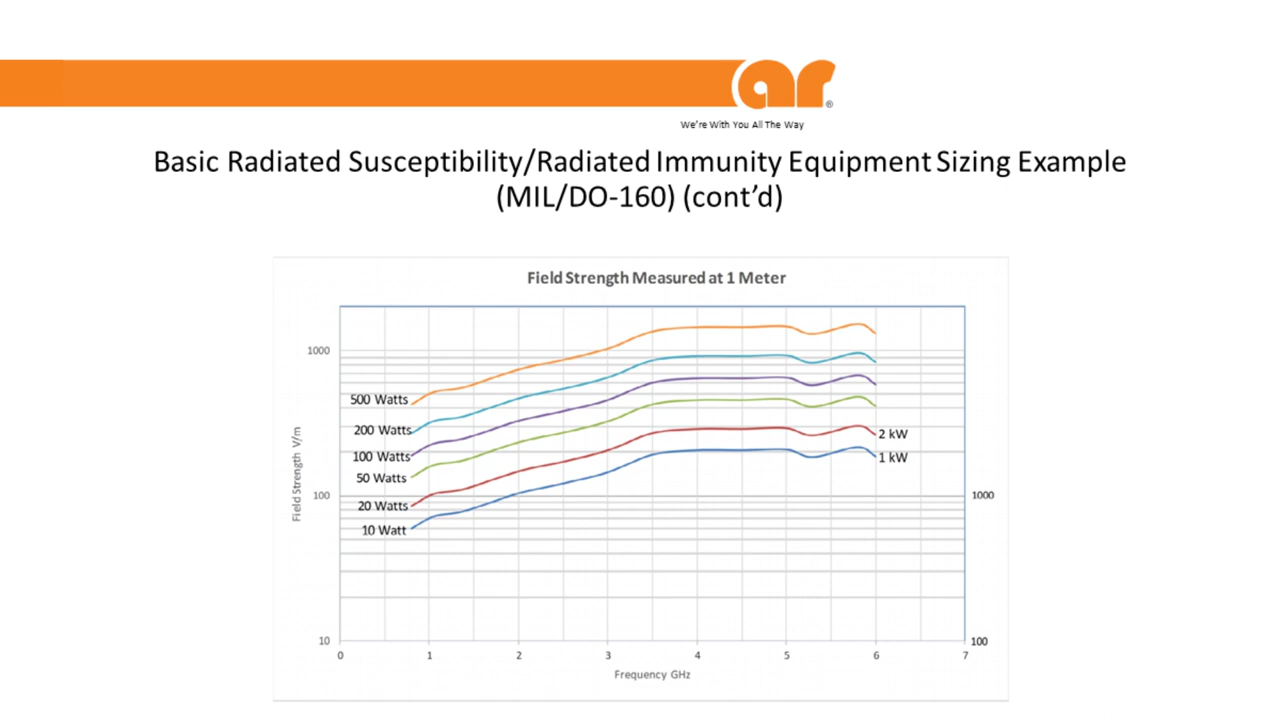 ar®
We're With You All The Way
Basic Radiated Susceptibility/Radiated Immunity Equipment Sizing Example
(MIL/DO-160) (cont'd)
Field Strength Measured at 1 Meter
Field Strength V/m
1000
100
10
500 Watts
200 Watts
100 Watts
50 Watts
20 Watts
10 Watt
2 kW
1 kW
1000
100
0 1 2 3 4 5 6 7
Frequency GHz